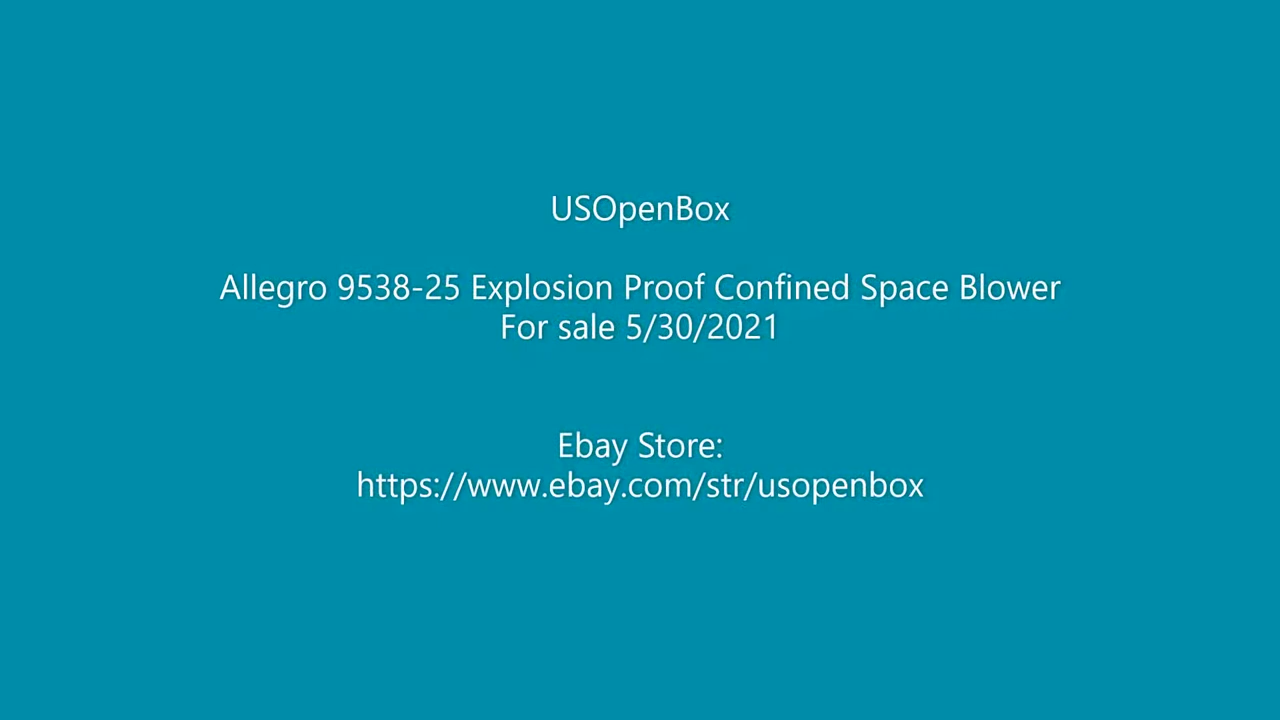 USOpenBox
Allegro 9538-25 Explosion Proof Confined Space Blower
For sale 5/30/2021
Ebay Store:
https://www.ebay.com/str/usopenbox